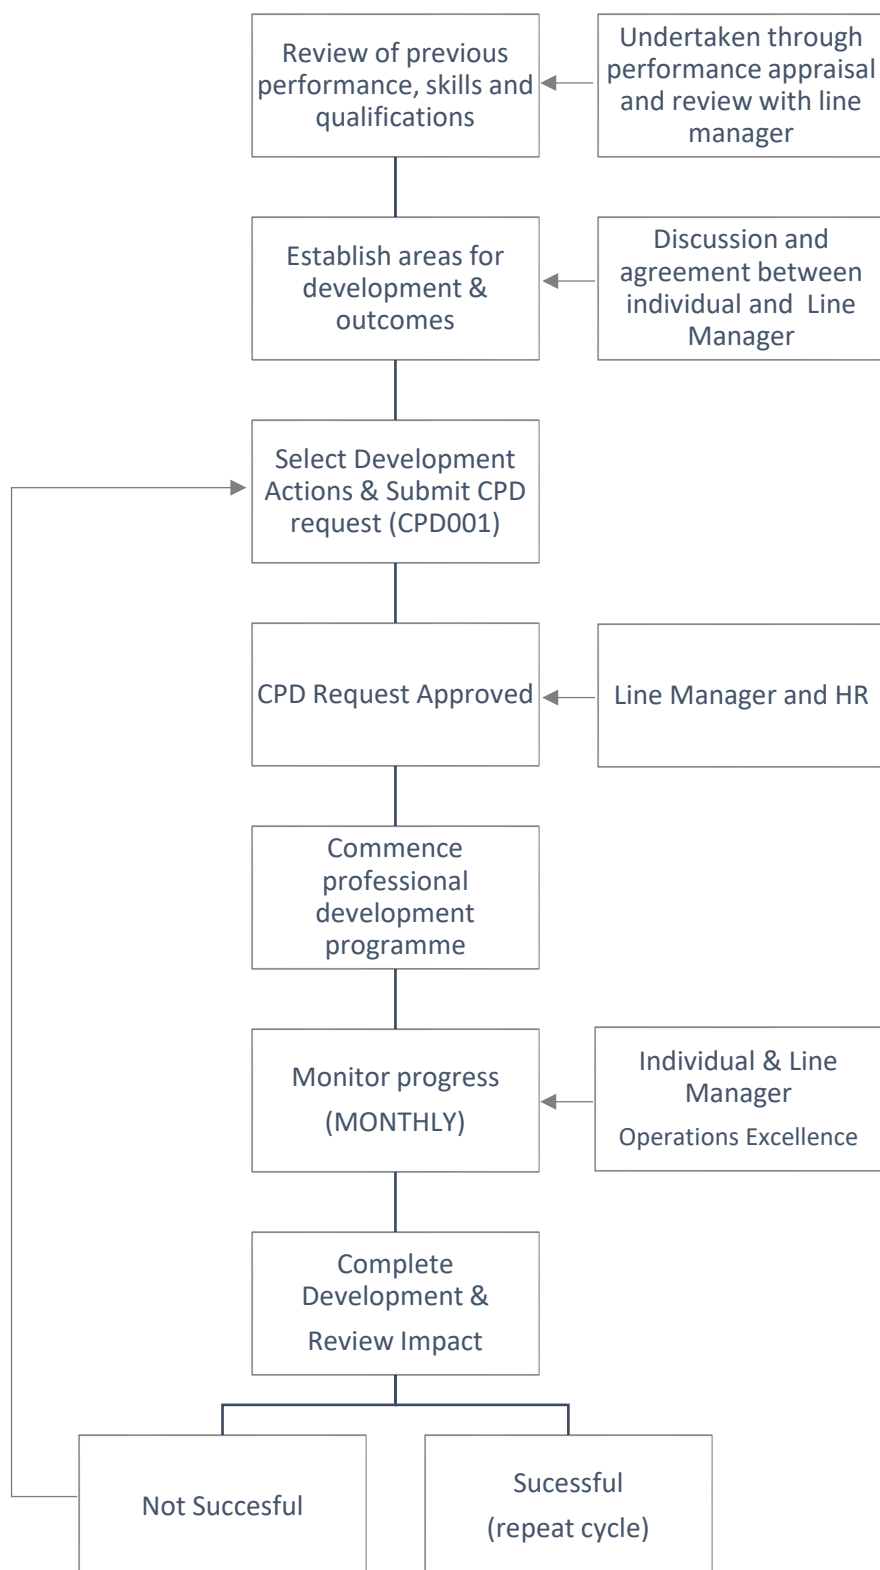 Review of previous
performance, skills and
qualifications
Undertaken through
performance appraisal
and review with line
manager
Establish areas for
development &
outcomes
Discussion and
agreement between
individual and  Line
Manager
Select Development
Actions & Submit CPD
request (CPD001)
CPD Request Approved
Line Manager and HR
Commence
professional
development
programme
Monitor progress
(MONTHLY)
Individual & Line
Manager
Operations Excellence
Complete
Development &
Review Impact
Not Succesful
Sucessful
(repeat cycle)